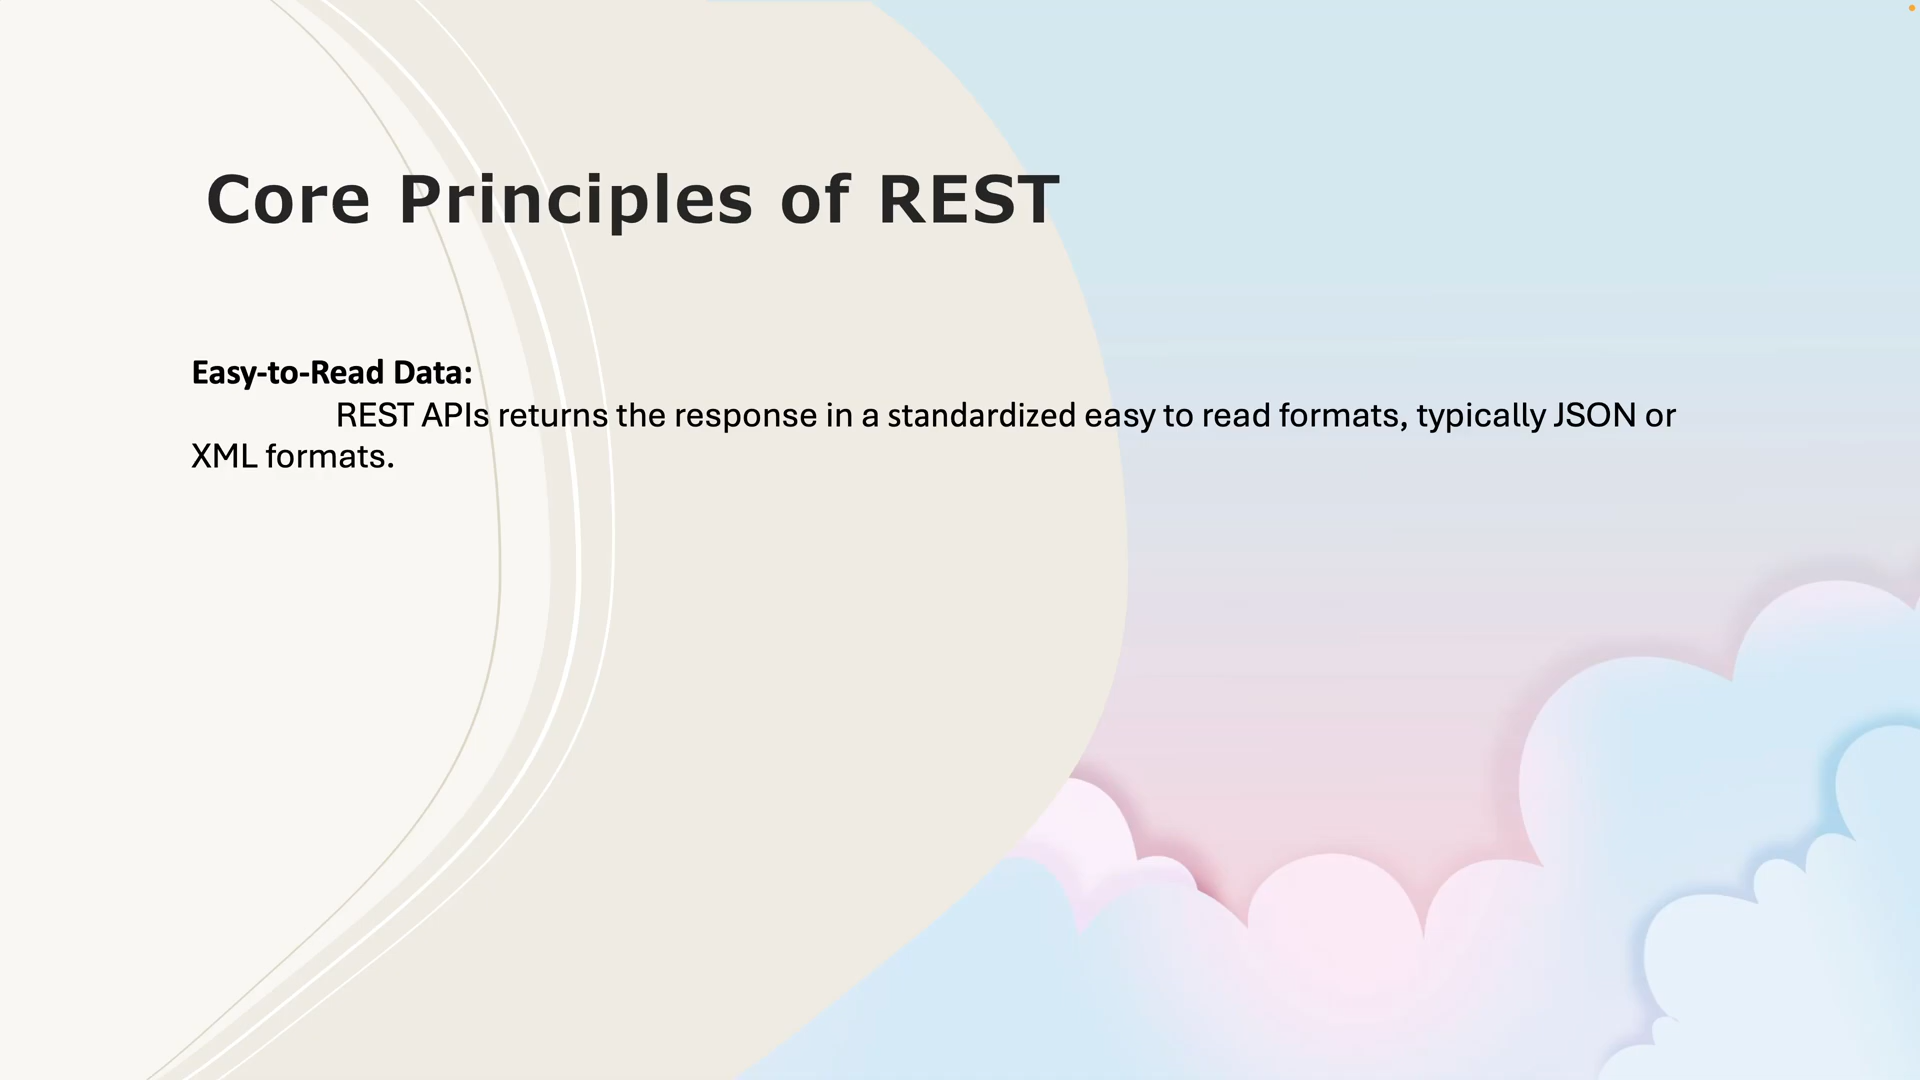 Core Principles of REST
Easy-to-Read Data:
REST APIs returns the response in a standardized easy to read formats, typically JSON or
XML formats.